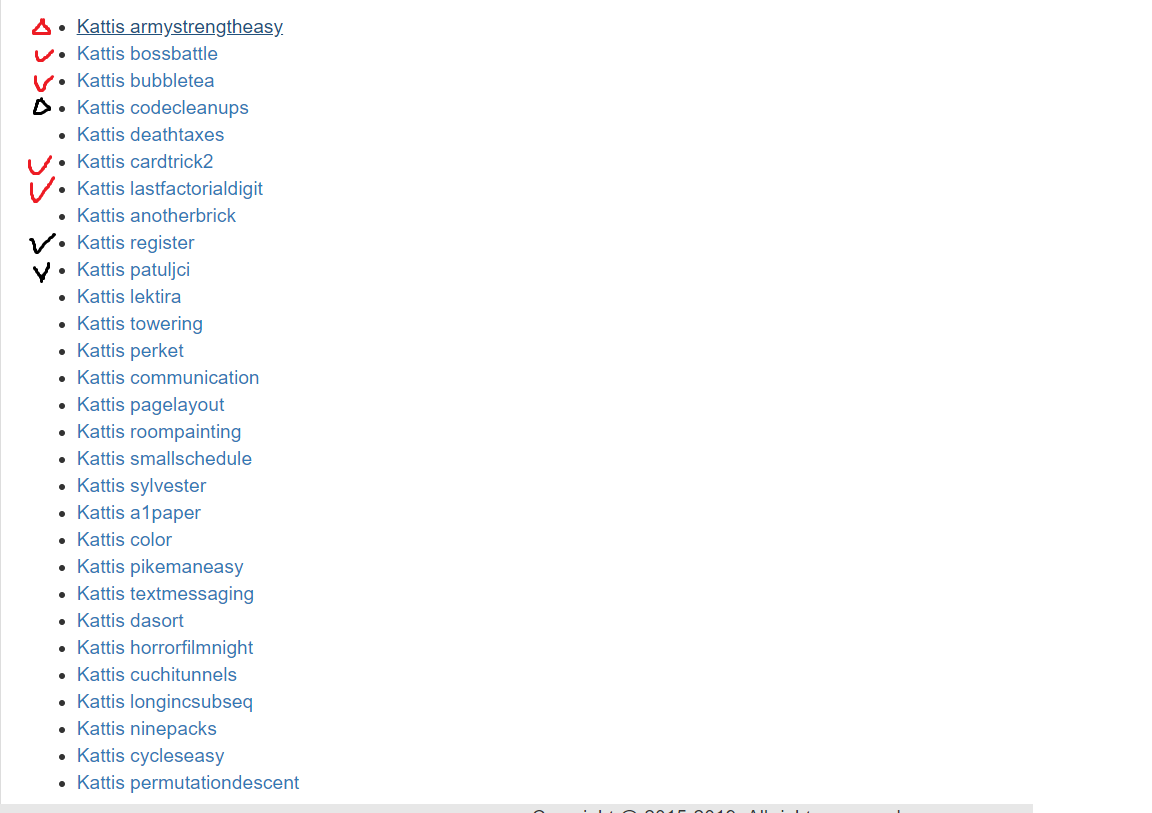 Kattis armystrengtheasy
Kattis bossbattle
Kattis bubbletea
Kattis codecleanups
Kattis deathtaxes
Kattis cardtrick2
Kattis lastfactorialdigit
Kattis anotherbrick
Kattis register
Kattis patuljci
Kattis lektira
Kattis towering
Kattis perket
Kattis communication
Kattis pagelayout
Kattis roompainting
Kattis smallschedule
Kattis sylvester
Kattis a1paper
Kattis color
Kattis pikemaneasy
Kattis textmessaging
Kattis dasort
Kattis horrorfilmnight
Kattis cuchitunnels
Kattis longincsubseq
Kattis ninepacks
Kattis cycleseasy
Kattis permutationdescent